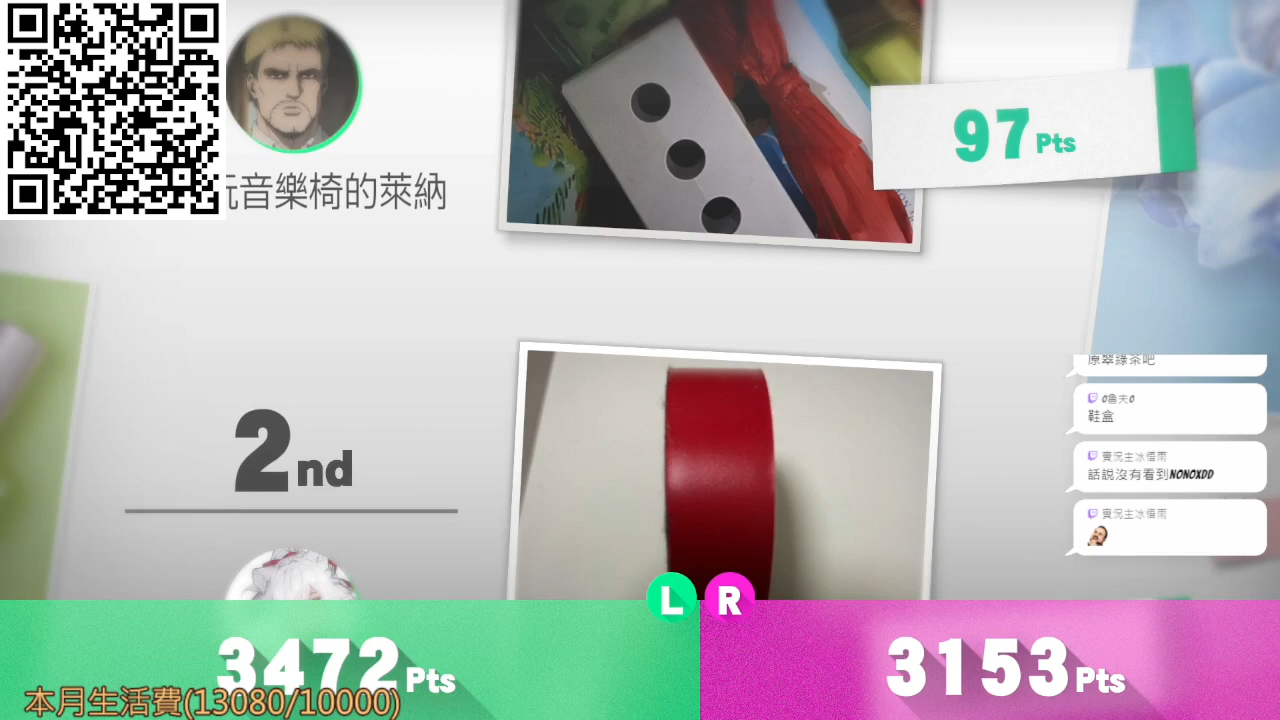 97 Pts
玩音樂椅的萊納
2nd
原翠綠茶吧
0魯夫0
鞋盒
實況主冰惛雨
話說沒有看到NONOXDD
實況主冰惛雨
L
R
3472 Pts
3153 Pts
本月生活費(13080/10000)